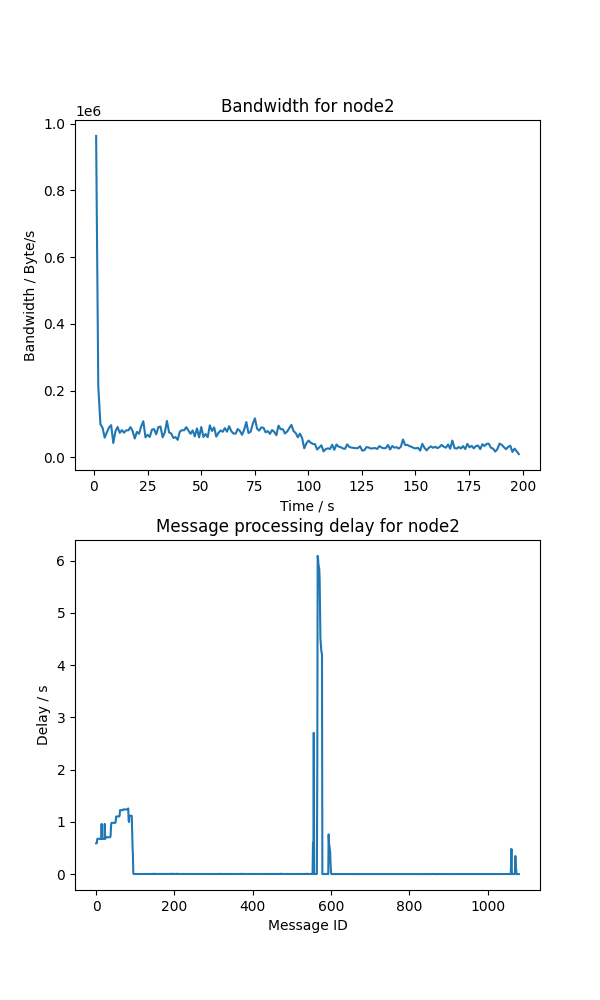 Bandwidth for node2
1e6
1.0
0.8
0.6
0.4
0.2
0.0
Bandwidth / Byte/s
0 25 50 75 100 125 150 175 200
Time / s
Message processing delay for node2
6
5
4
3
2
1
0
Delay / s
0 200 400 600 800 1000
Message ID